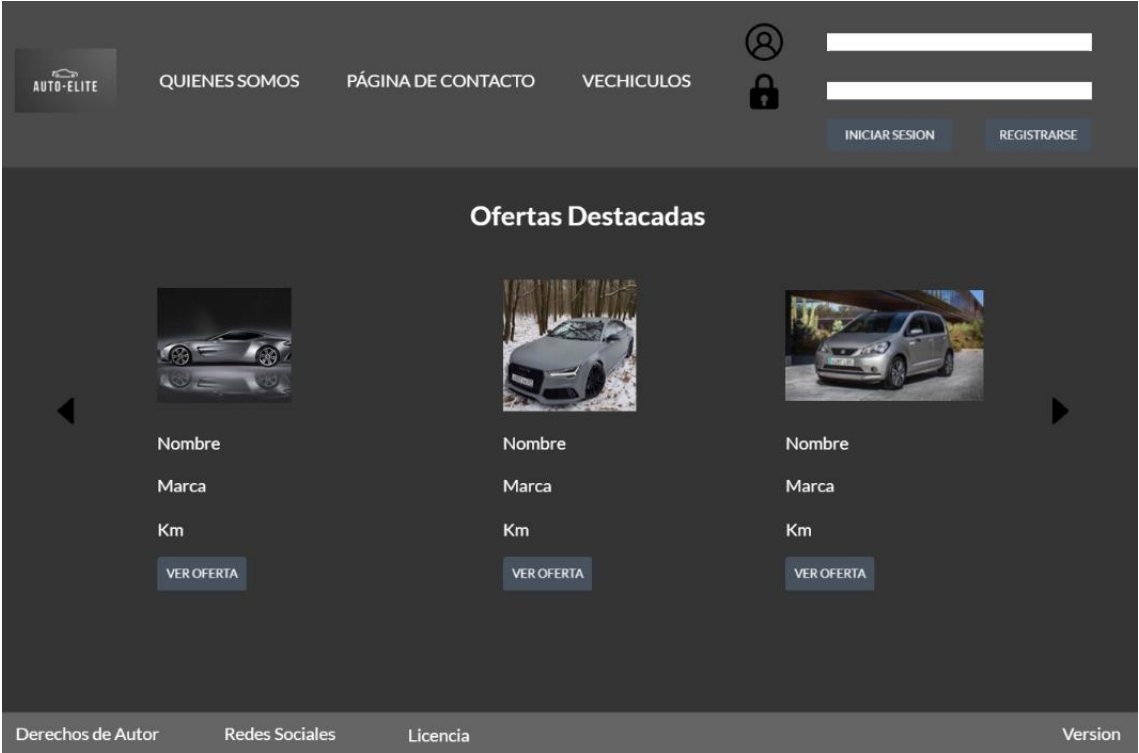 AUTO-ELITE
QUIENES SOMOS
PÁGINA DE CONTACTO
VECHICULOS
INICIAR SESION
REGISTRARSE
Ofertas Destacadas
Nombre
Nombre
Nombre
Marca
Marca
Marca
Km
Km
Km
VER OFERTA
VER OFERTA
VER OFERTA
Derechos de Autor
Redes Sociales
Licencia
Version